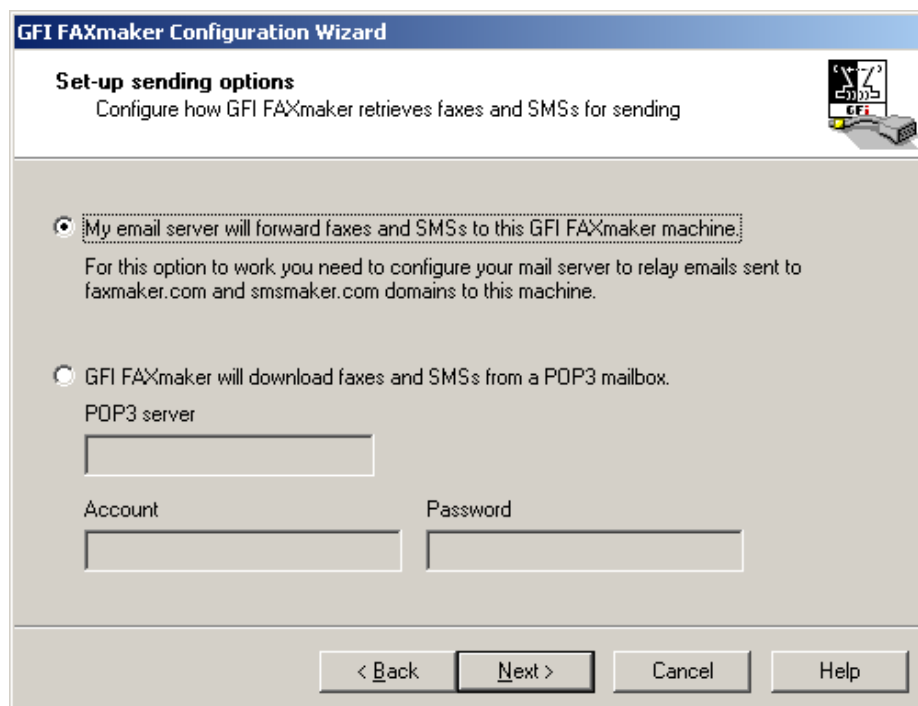 GFI FAXmaker Configuration Wizard
Set-up sending options
Configure how GFI FAXmaker retrieves faxes and SMSs for sending
GFi
My email server will forward faxes and SMSs to this GFI FAXmaker machine.
For this option to work you need to configure your mail server to relay emails sent to
faxmaker.com and smsmaker.com domains to this machine.
GFI FAXmaker will download faxes and SMSs from a POP3 mailbox.
POP3 server
Account Password
< Back Next > Cancel Help